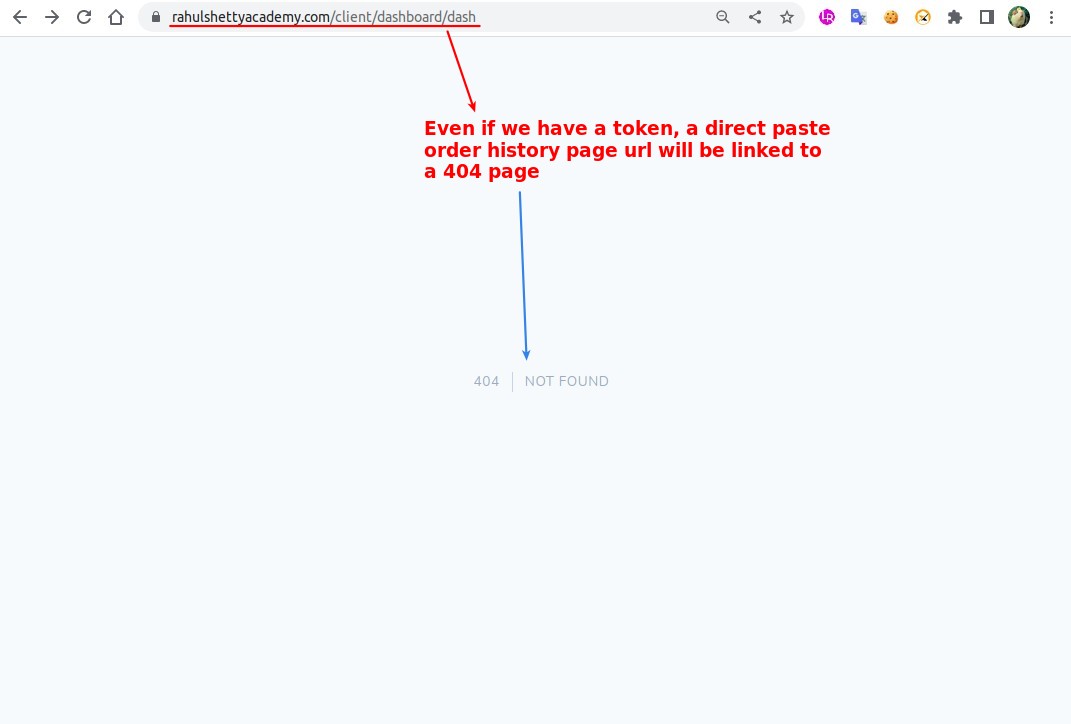 rahulshettyacademy.com/client/dashboard/dash
LR
G
Even if we have a token, a direct paste
order history page url will be linked to
a 404 page
404 NOT FOUND